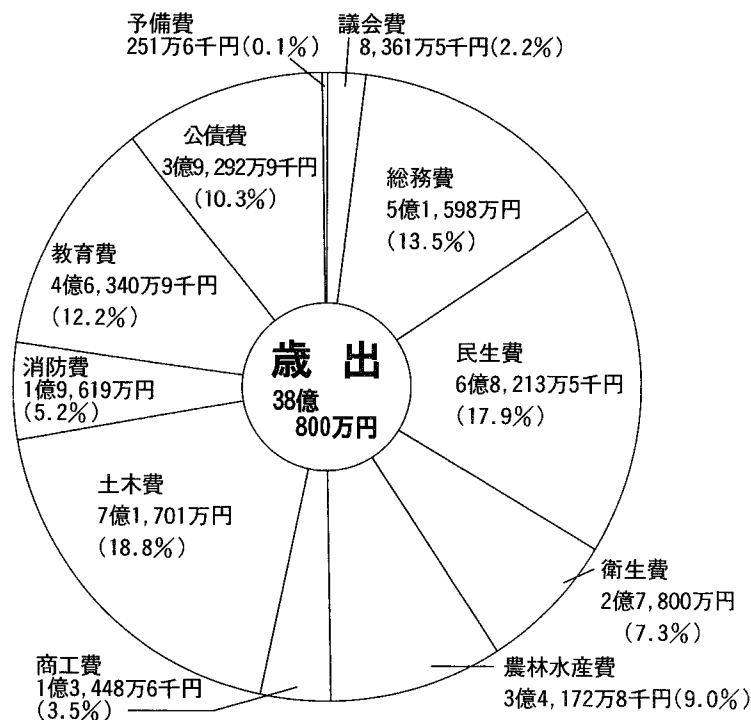 予備費
251万6千円(0.1%)
議会費
8,361万5千円(2.2%)
総務費
5億1,598万円
(13.5%)
民生費
6億8,213万5千円
(17.9%)
衛生費
2億7,800万円
(7.3%)
農林水産費
3億4,172万8千円(9.0%)
商工費
1億3,448万6千円
(3.5%)
土木費
7億1,701万円
(18.8%)
消防費
1億9,619万円
(5.2%)
教育費
4億6,340万9千円
(12.2%)
公債費
3億9,292万9千円
(10.3%)
歳出
38億
800万円